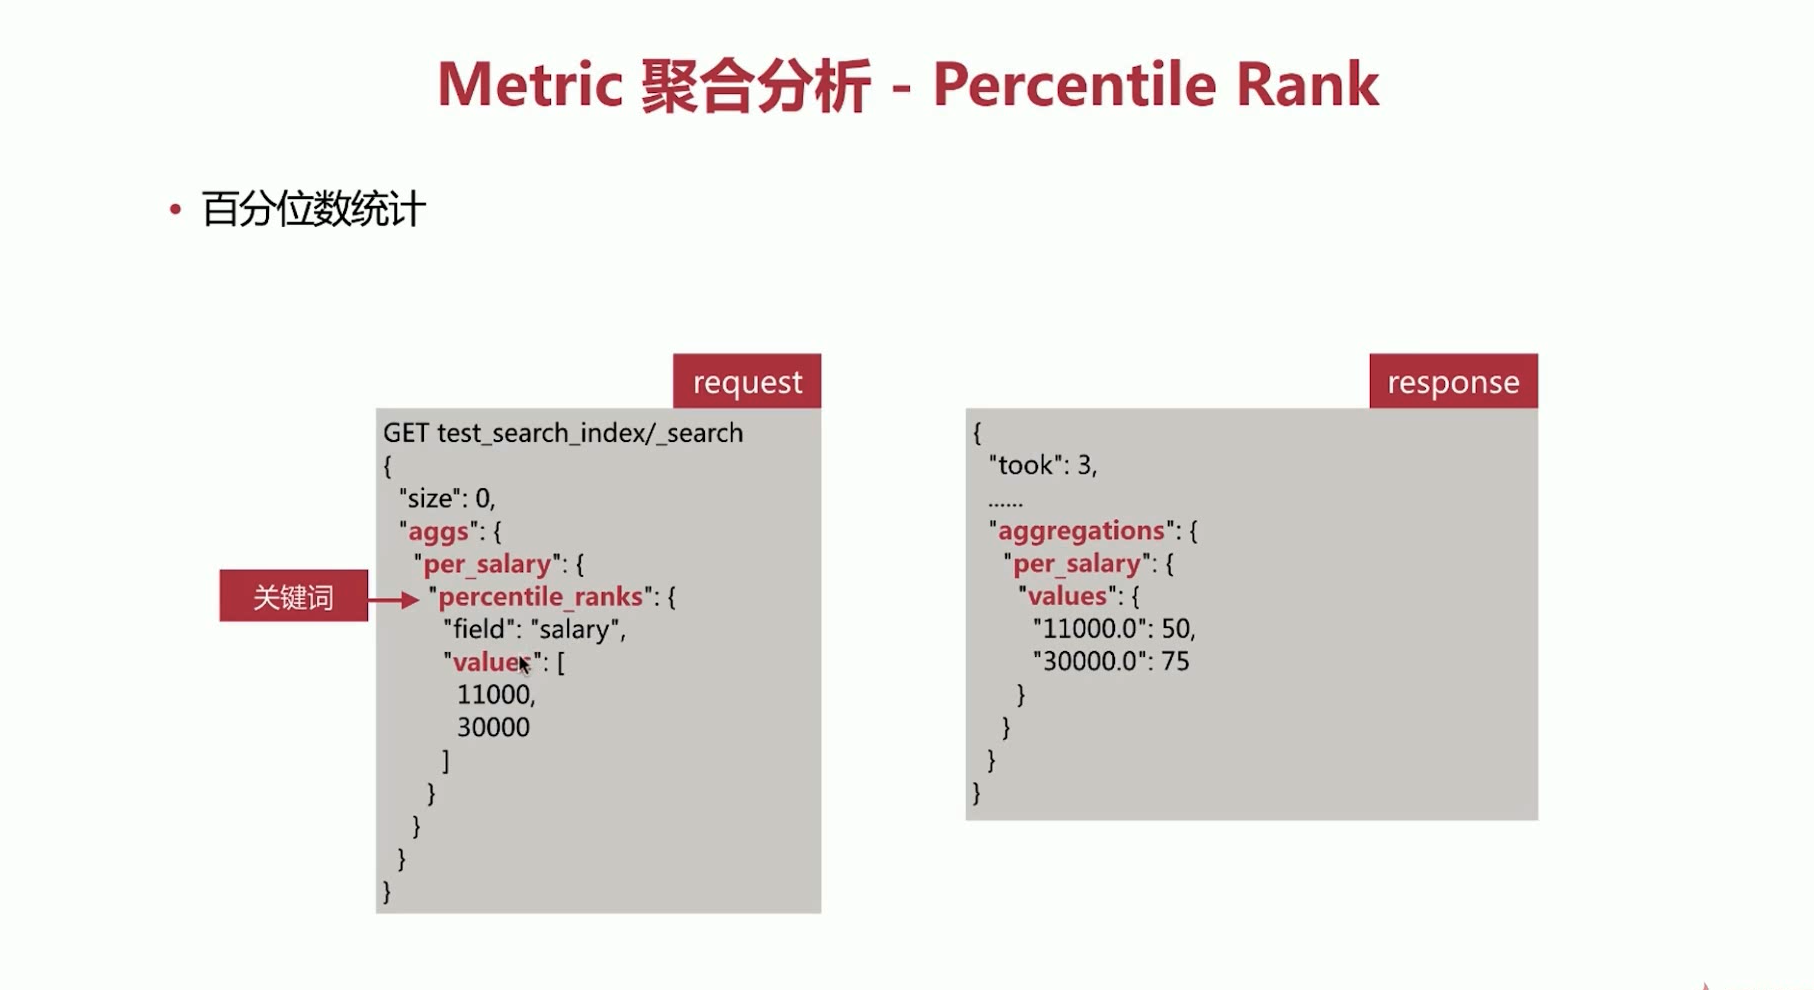 Metric 聚合分析 - Percentile Rank
• 百分位数统计
request
GET test_search_index/_search
{
"size": 0,
"aggs": {
"per_salary": {
"percentile_ranks": {
"field": "salary",
"values": [
11000,
30000
]
}
}
}
}
关键词
response
{
"took": 3,
......
"aggregations": {
"per_salary": {
"values": {
"11000.0": 50,
"30000.0": 75
}
}
}
}